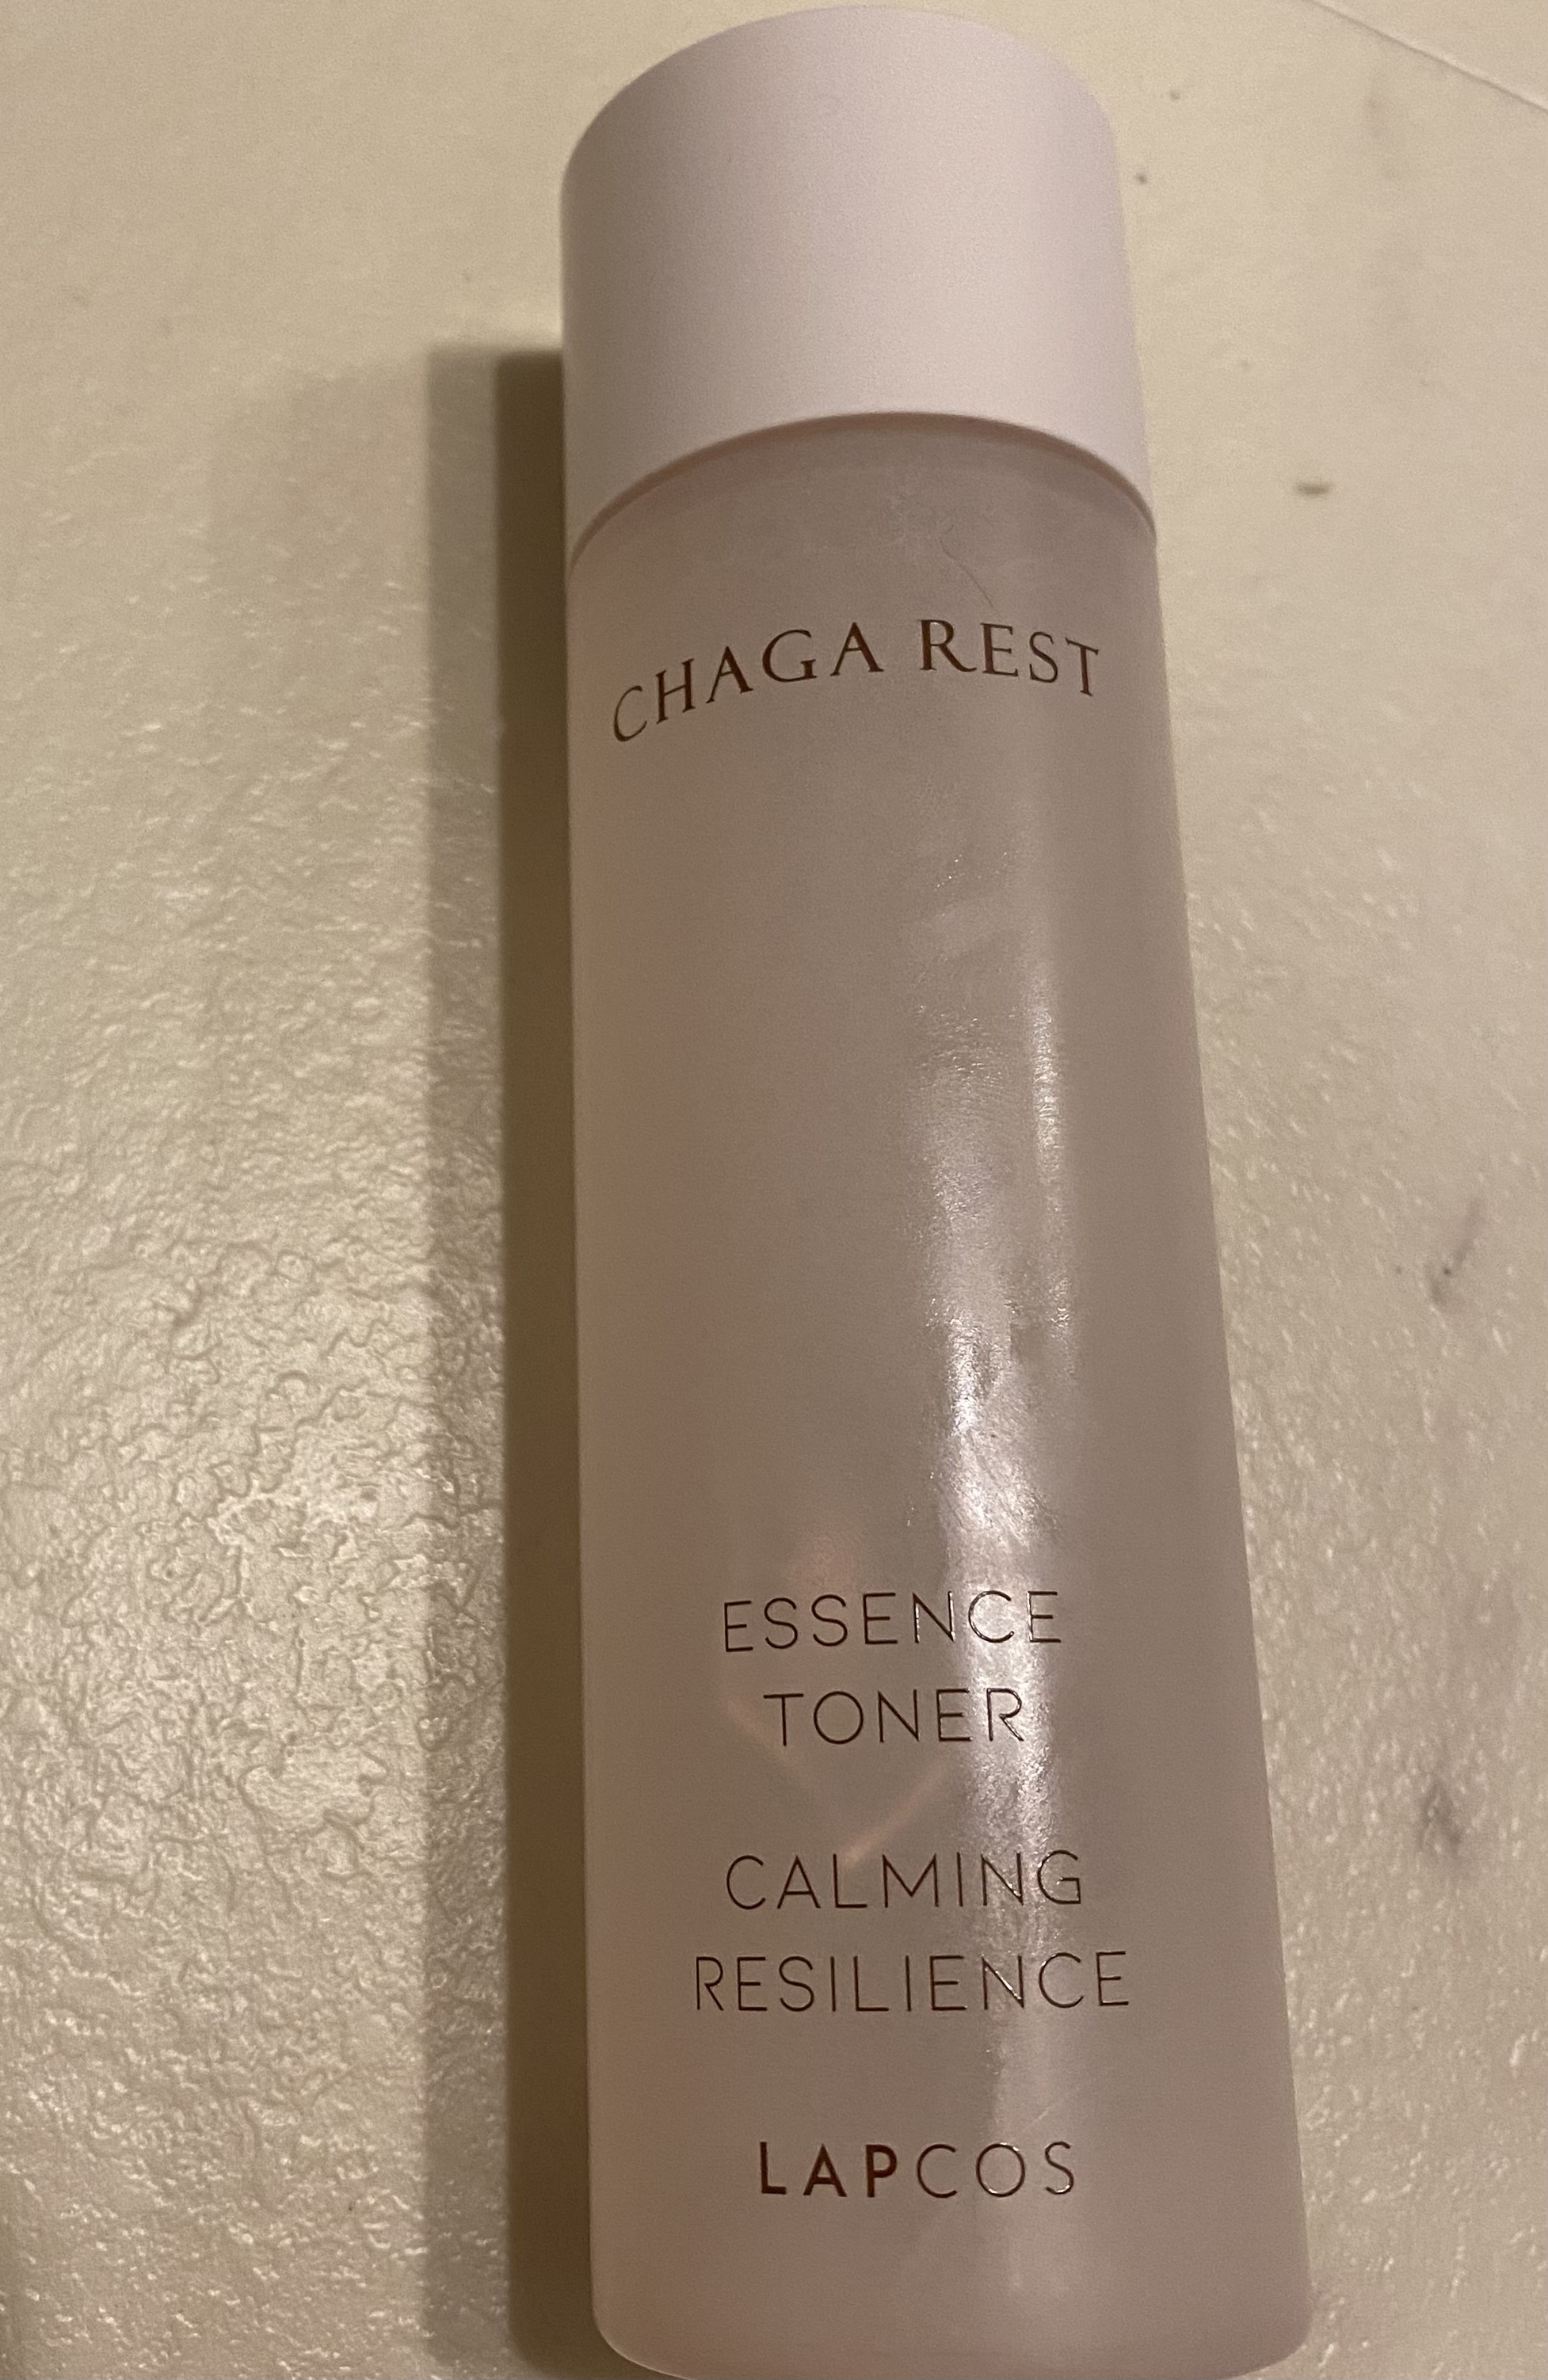 CHAGA REST
ESSENCE
TONER
CALMING
RESILIENCE
LAPCOS